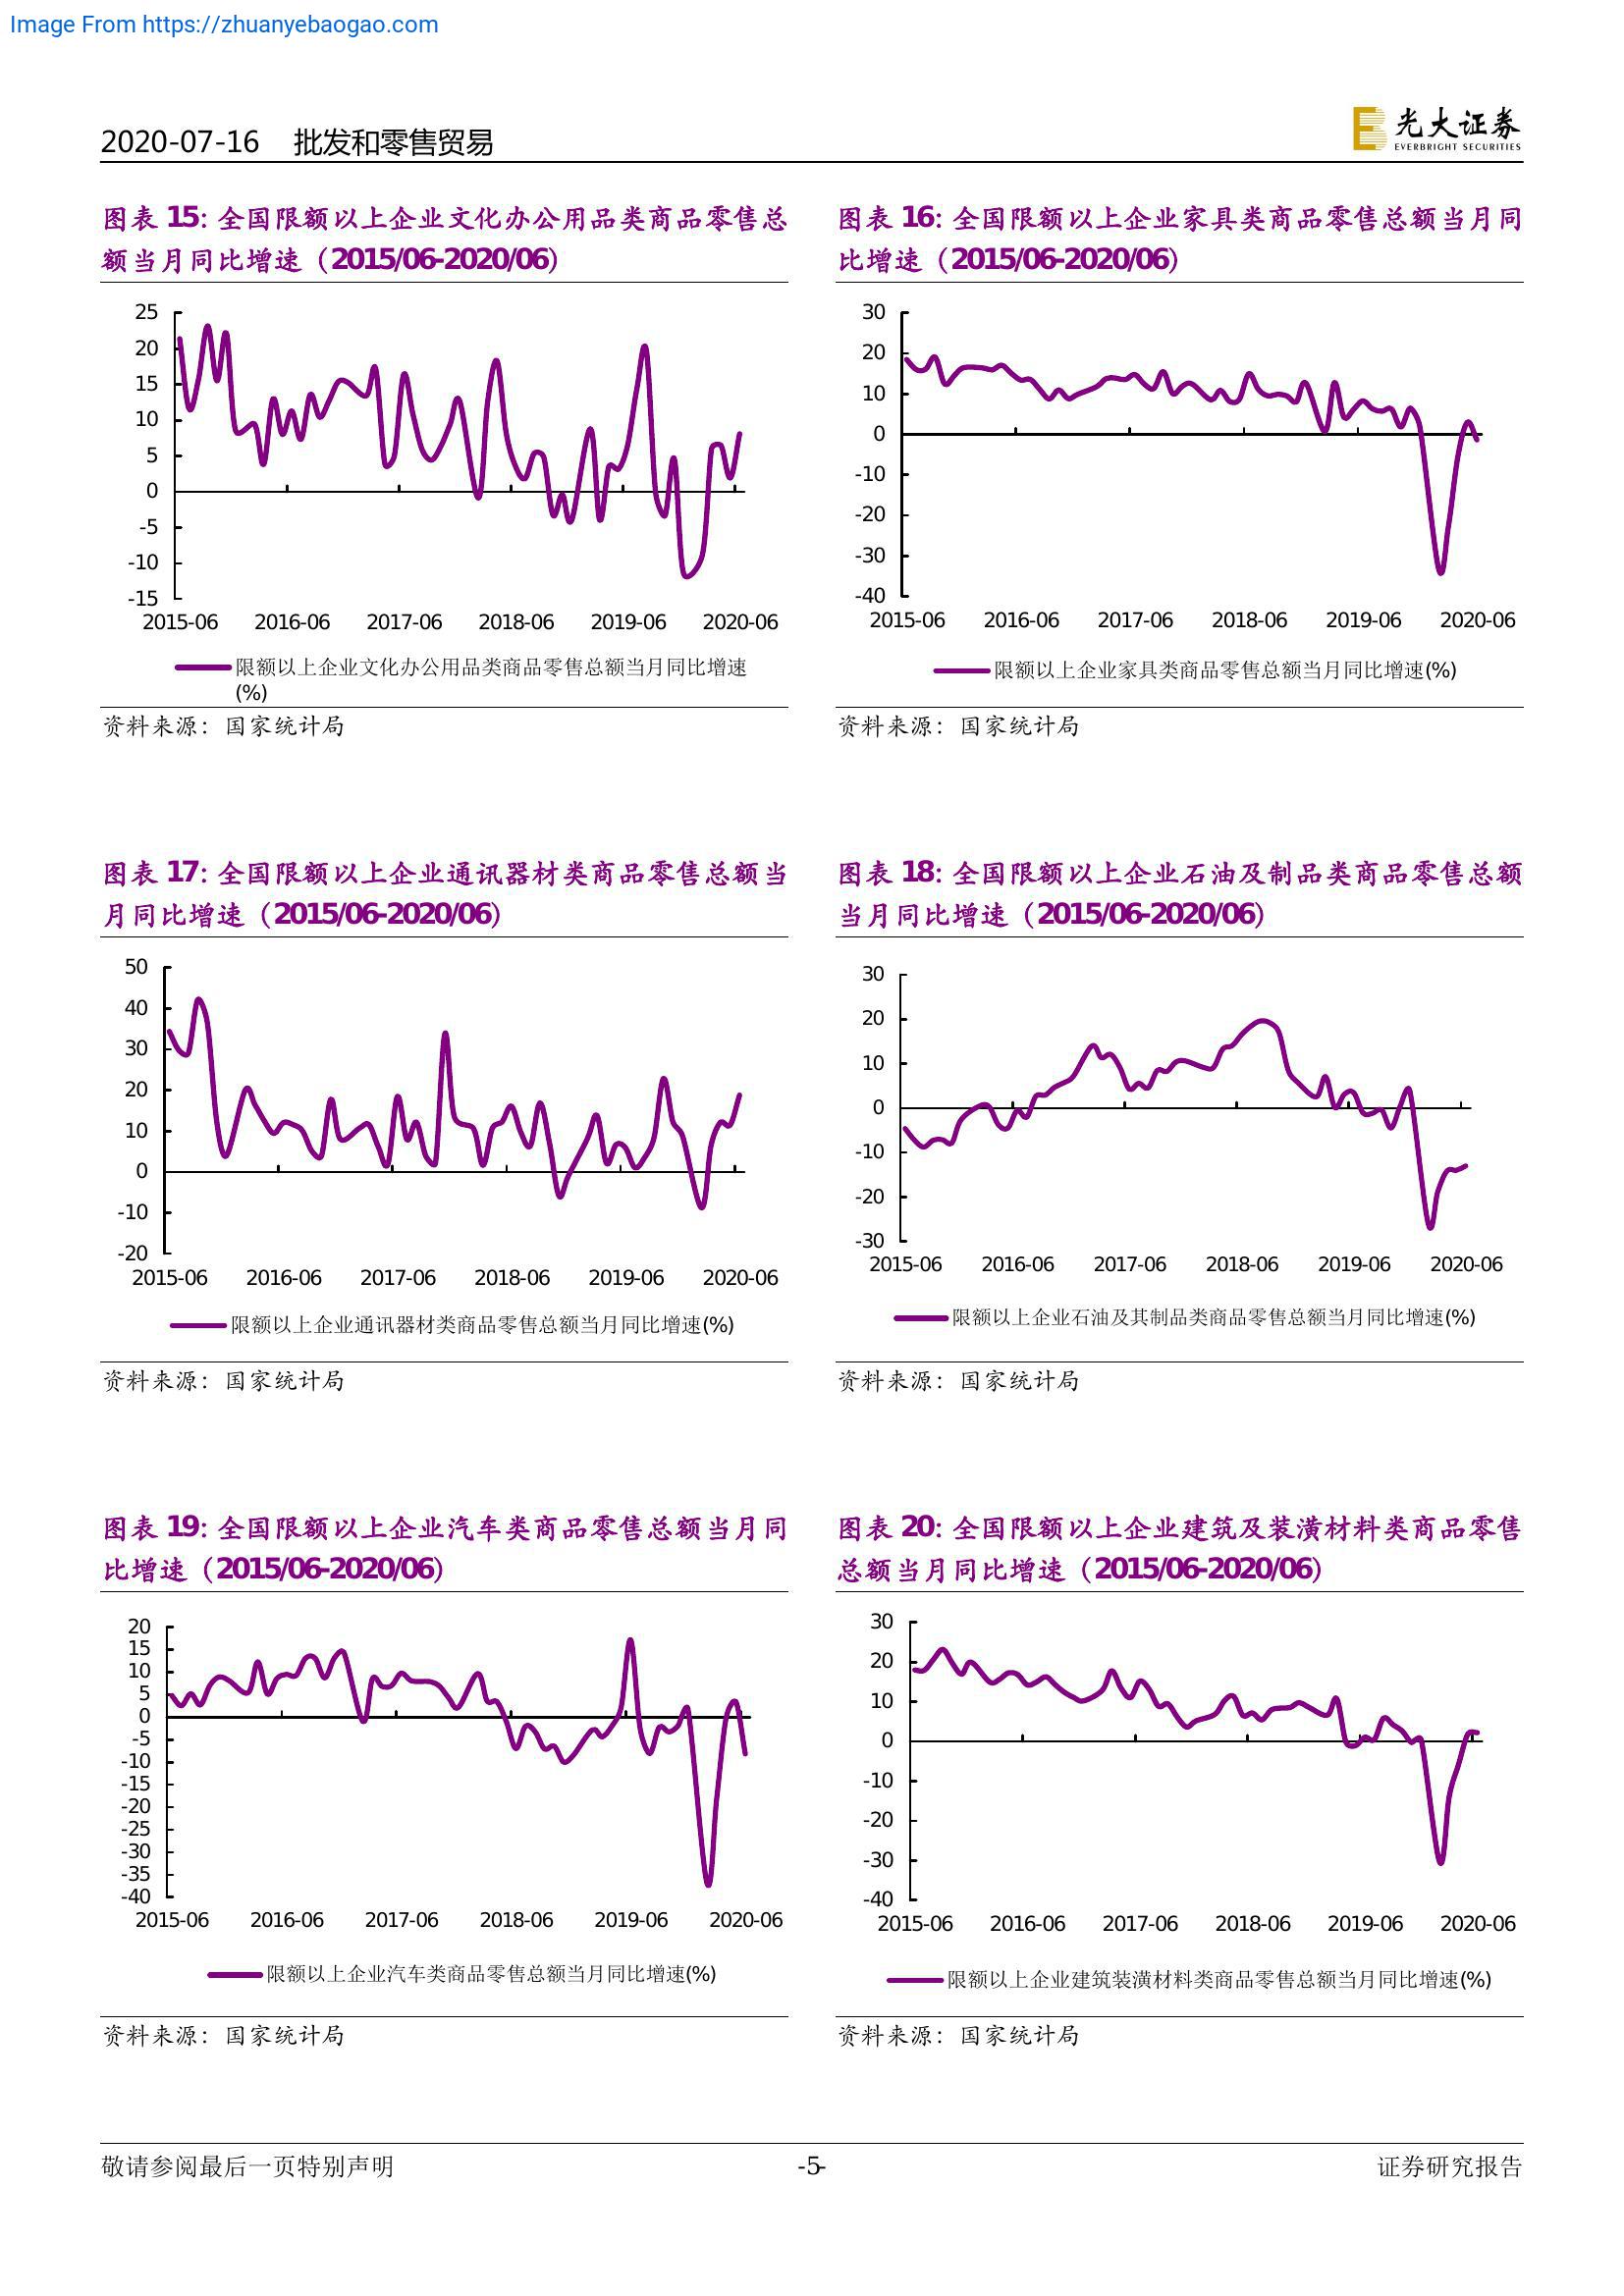 Image From https://zhuanyebaogao.com
2020-07-16 批发和零售贸易
光大证券
EVERBRIGHT SECURITIES
图表 15: 全国限额以上企业文化办公用品类商品零售总
额当月同比增速（2015/06-2020/06）
25
20
15
10
5
0
-5
-10
-15
2015-06 2016-06 2017-06 2018-06 2019-06 2020-06
限额以上企业文化办公用品类商品零售总额当月同比增速
(%)
资料来源：国家统计局
图表 16: 全国限额以上企业家具类商品零售总额当月同
比增速（2015/06-2020/06）
30
20
10
0
-10
-20
-30
-40
2015-06 2016-06 2017-06 2018-06 2019-06 2020-06
限额以上企业家具类商品零售总额当月同比增速(%)
资料来源：国家统计局
图表 17: 全国限额以上企业通讯器材类商品零售总额当
月同比增速（2015/06-2020/06）
50
40
30
20
10
0
-10
-20
2015-06 2016-06 2017-06 2018-06 2019-06 2020-06
限额以上企业通讯器材类商品零售总额当月同比增速(%)
资料来源：国家统计局
图表 18: 全国限额以上企业石油及制品类商品零售总额
当月同比增速（2015/06-2020/06）
30
20
10
0
-10
-20
-30
2015-06 2016-06 2017-06 2018-06 2019-06 2020-06
限额以上企业石油及其制品类商品零售总额当月同比增速(%)
资料来源：国家统计局
图表 19: 全国限额以上企业汽车类商品零售总额当月同
比增速（2015/06-2020/06）
20
15
10
5
0
-5
-10
-15
-20
-25
-30
-35
-40
2015-06 2016-06 2017-06 2018-06 2019-06 2020-06
限额以上企业汽车类商品零售总额当月同比增速(%)
资料来源：国家统计局
图表 20: 全国限额以上企业建筑及装潢材料类商品零售
总额当月同比增速（2015/06-2020/06）
30
20
10
0
-10
-20
-30
-40
2015-06 2016-06 2017-06 2018-06 2019-06 2020-06
限额以上企业建筑装潢材料类商品零售总额当月同比增速(%)
资料来源：国家统计局
敬请参阅最后一页特别声明 -5- 证券研究报告